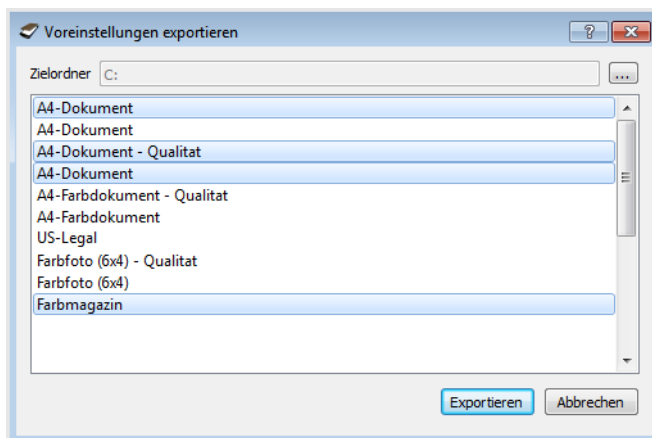 Voreinstellungen exportieren
Zielordner C:
...
A4-Dokument
A4-Dokument
A4-Dokument - Qualitat
A4-Dokument
A4-Farbdokument - Qualitat
A4-Farbdokument
US-Legal
Farbfoto (6x4) - Qualitat
Farbfoto (6x4)
Farbmagazin
Exportieren Abbrechen